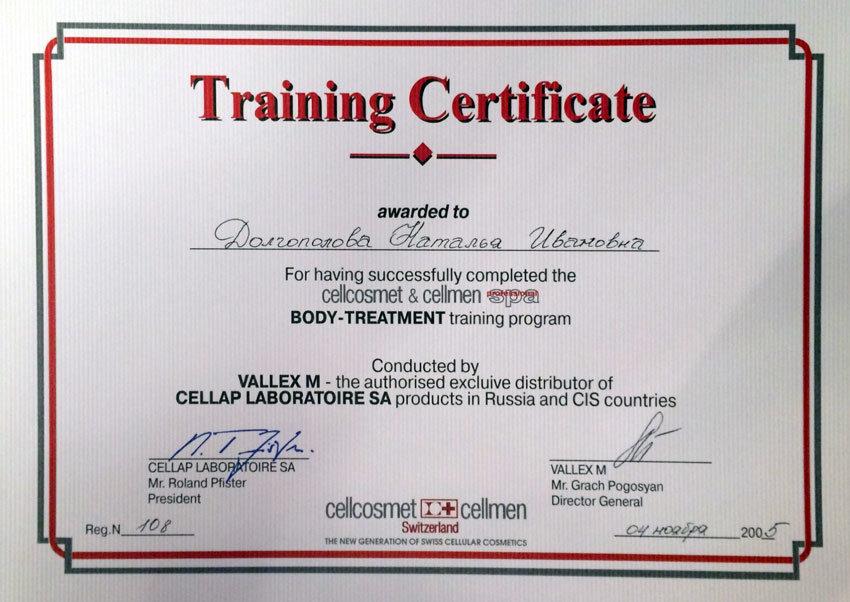 Training Certificate
awarded to
Долгополова Наталья Ивановна
For having successfully completed the
cellcosmet & cellmen professional spa
BODY-TREATMENT training program
Conducted by
VALLEX M - the authorised excluive distributor of
CELLAP LABORATOIRE SA products in Russia and CIS countries
CELLAP LABORATOIRE SA
Mr. Roland Pfister
President
VALLEX M
Mr. Grach Pogosyan
Director General
cellcosmet cellmen
Switzerland
THE NEW GENERATION OF SWISS CELLULAR COSMETICS
Reg.N 108
04 ноября 2005